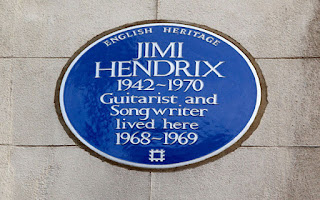 ENGLISH HERITAGE
JIMI
HENDRIX
1942~1970
Guitarist and
Songwriter
lived here
1968~1969